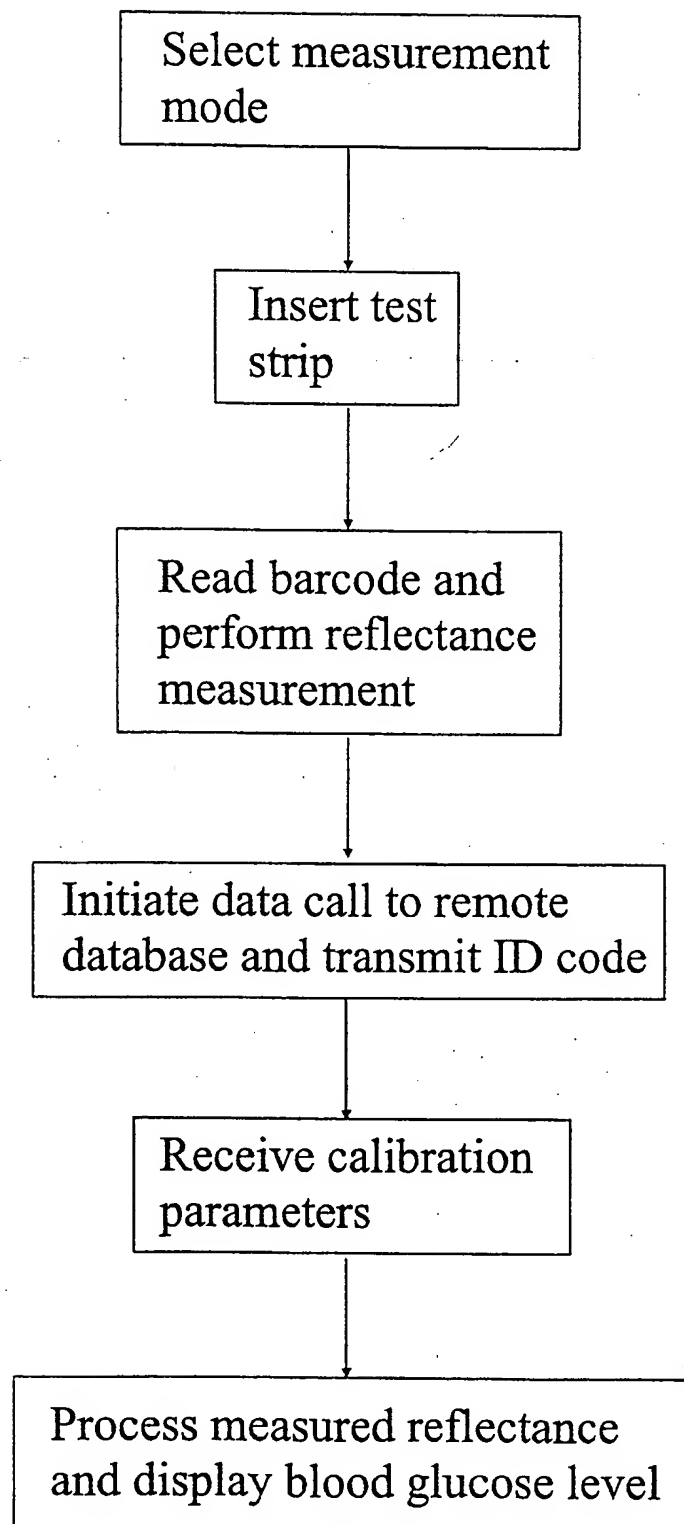 Select measurement
mode
Insert test
strip
Read barcode and
perform reflectance
measurement
Initiate data call to remote
database and transmit ID code
Receive calibration
parameters
Process measured reflectance
and display blood glucose level